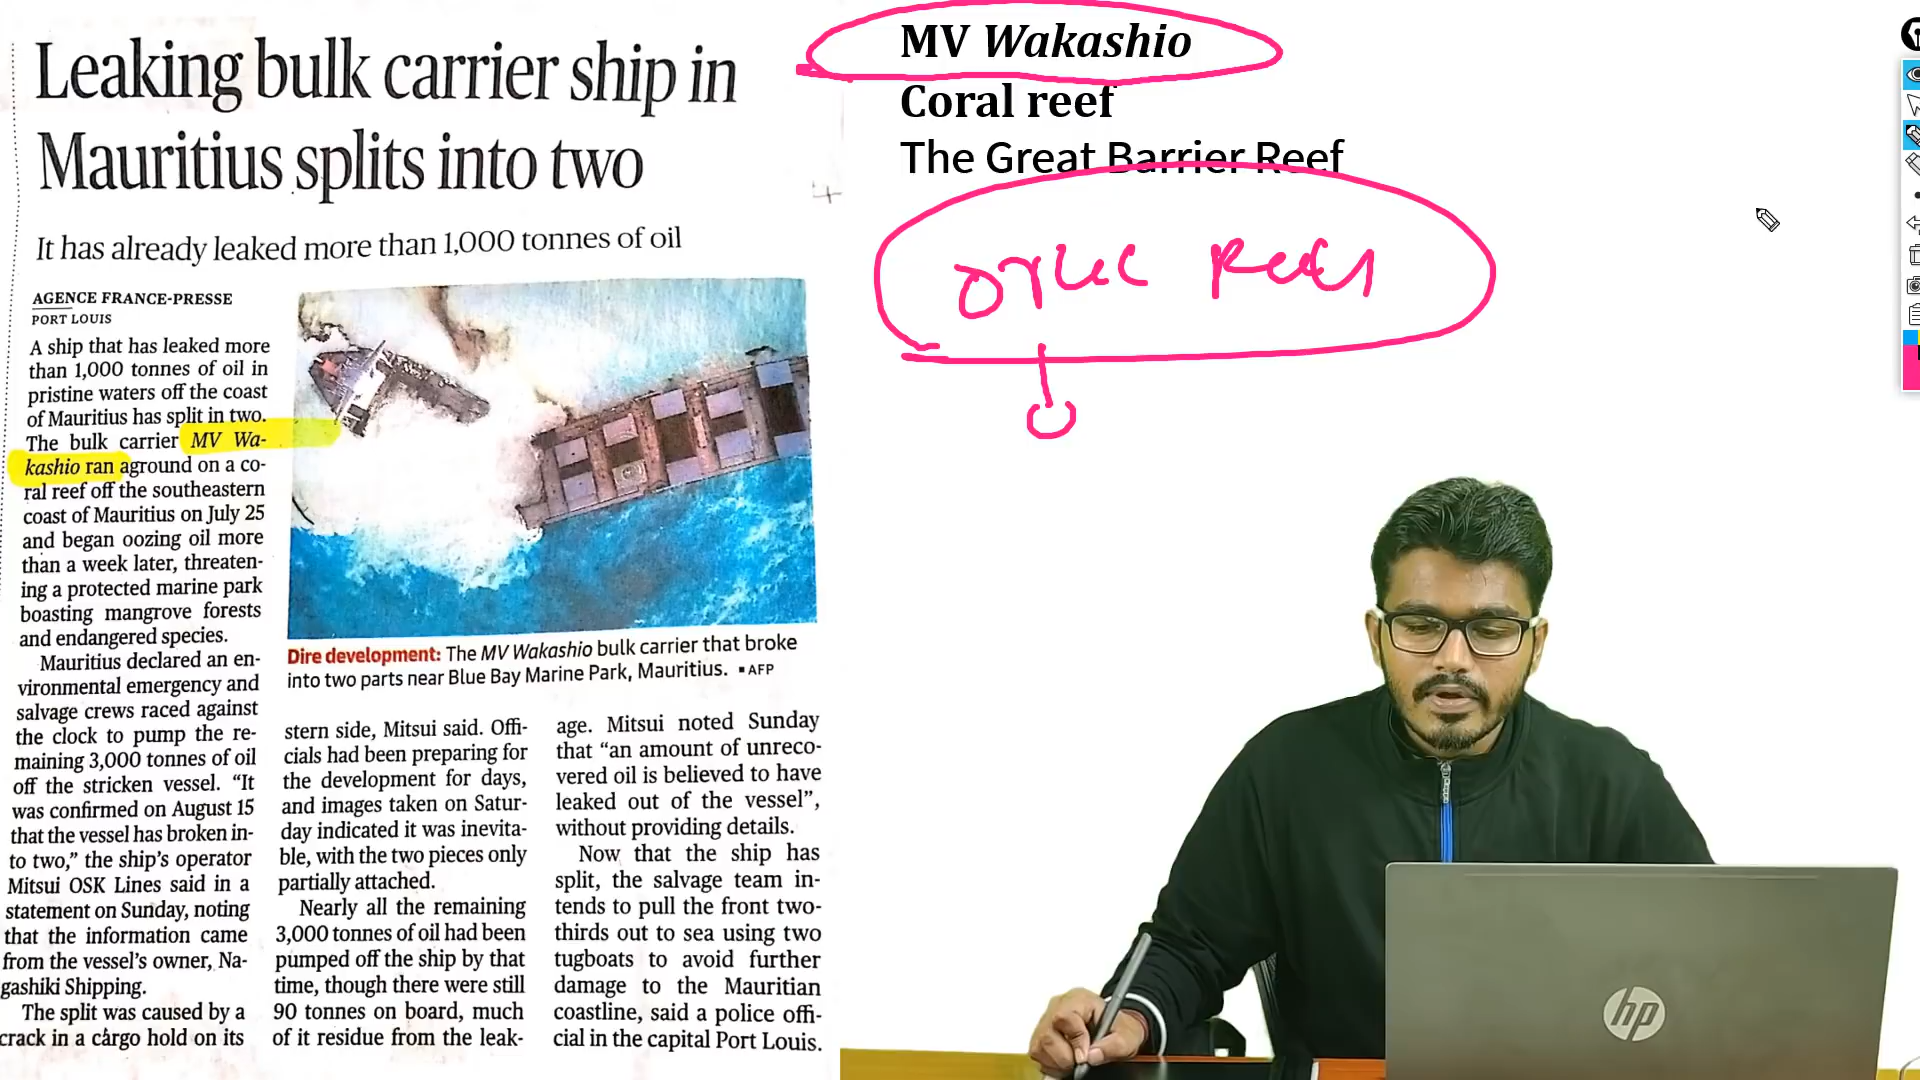 Leaking bulk carrier ship in
Mauritius splits into two
It has already leaked more than 1,000 tonnes of oil
AGENCE FRANCE-PRESSE
PORT LOUIS
A ship that has leaked more
than 1,000 tonnes of oil in
pristine waters off the coast
of Mauritius has split in two.
The bulk carrier MV Wa-
kashio ran aground on a co-
ral reef off the southeastern
coast of Mauritius on July 25
and began oozing oil more
than a week later, threaten-
ing a protected marine park
boasting mangrove forests
and endangered species.
Mauritius declared an en-
vironmental emergency and
salvage crews raced against
the clock to pump the re-
maining 3,000 tonnes of oil
off the stricken vessel. “It
was confirmed on August 15
that the vessel has broken in-
to two,” the ship’s operator
Mitsui OSK Lines said in a
statement on Sunday, noting
that the information came
from the vessel’s owner, Na-
gashiki Shipping.
The split was caused by a
crack in a cargo hold on its
Dire development: The MV Wakashio bulk carrier that broke
into two parts near Blue Bay Marine Park, Mauritius. ▪ AFP
stern side, Mitsui said. Offi-
cials had been preparing for
the development for days,
and images taken on Satur-
day indicated it was inevita-
ble, with the two pieces only
partially attached.
Nearly all the remaining
3,000 tonnes of oil had been
pumped off the ship by that
time, though there were still
90 tonnes on board, much
of it residue from the leak-
age. Mitsui noted Sunday
that “an amount of unreco-
vered oil is believed to have
leaked out of the vessel”,
without providing details.
Now that the ship has
split, the salvage team in-
tends to pull the front two-
thirds out to sea using two
tugboats to avoid further
damage to the Mauritian
coastline, said a police offi-
cial in the capital Port Louis.
MV Wakashio
Coral reef
The Great Barrier Reef
hp